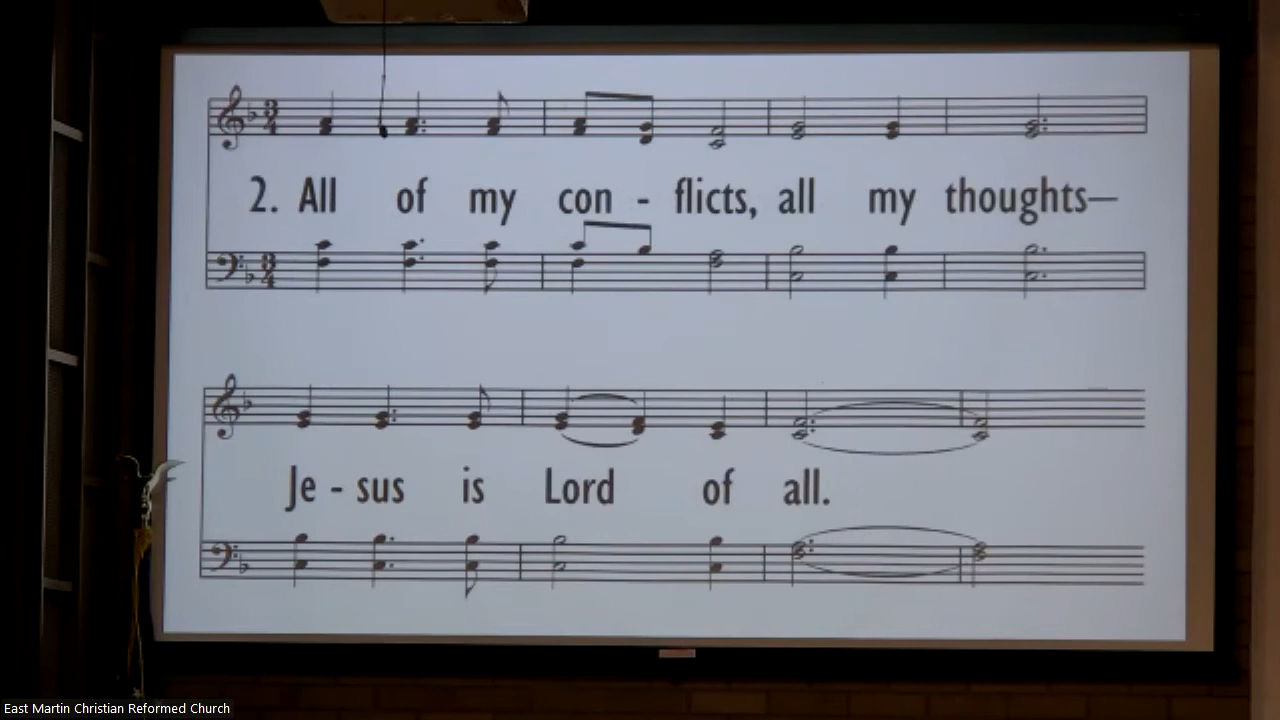 2. All of my con - flicts, all my thoughts—
Je - sus is Lord of all.
East Martin Christian Reformed Church